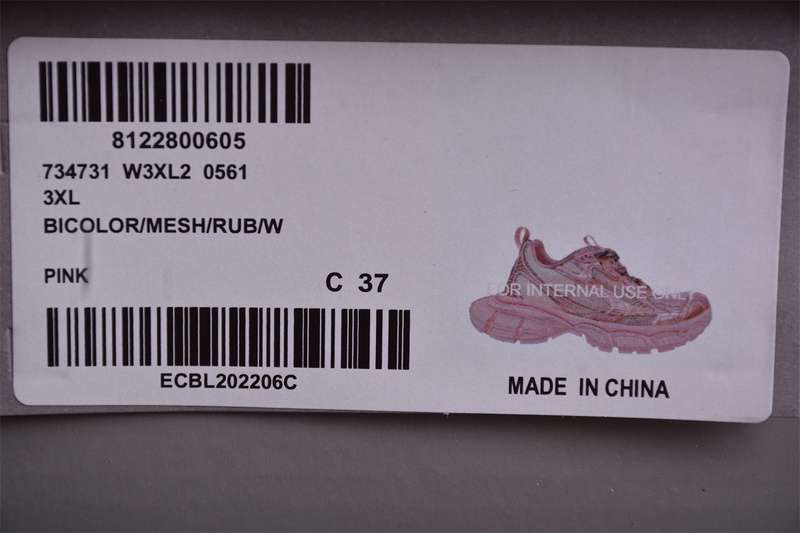 8122800605
734731 W3XL2 0561
3XL
BICOLOR/MESH/RUB/W
PINK
C 37
FOR INTERNAL USE ONLY
ECBL202206C
MADE IN CHINA